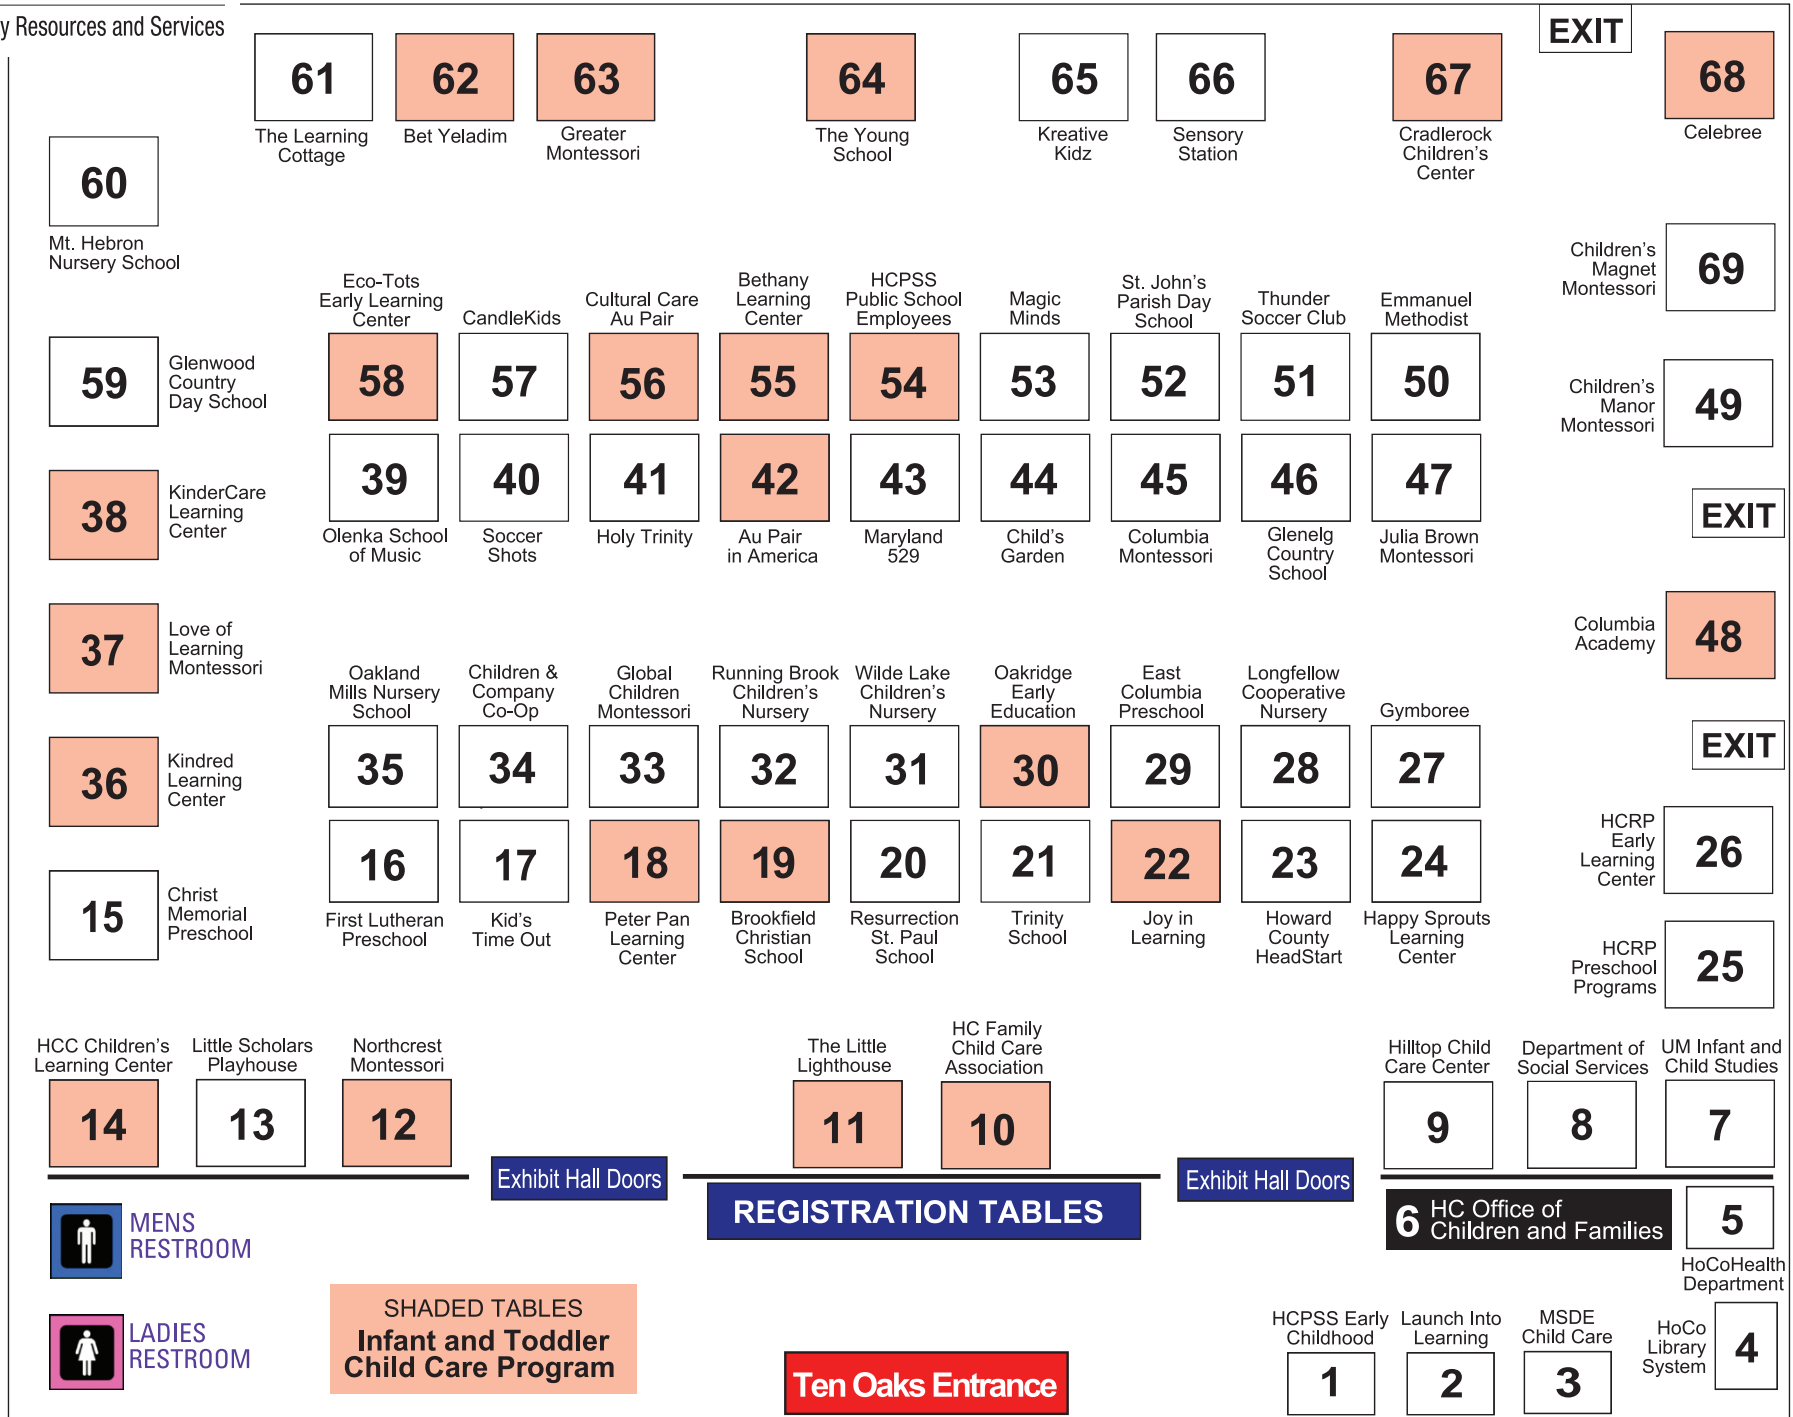 y Resources and Services
EXIT
61
The Learning
Cottage
62
Bet Yeladim
63
Greater
Montessori
64
The Young
School
65
Kreative
Kidz
66
Sensory
Station
67
Cradlerock
Children's
Center
68
Celebree
60
Mt. Hebron
Nursery School
Children's
Magnet
Montessori
69
Eco-Tots
Early Learning
Center
58
CandleKids
57
Cultural Care
Au Pair
56
Bethany
Learning
Center
55
HCPSS
Public School
Employees
54
Magic
Minds
53
St. John's
Parish Day
School
52
Thunder
Soccer Club
51
Emmanuel
Methodist
50
59
Glenwood
Country
Day School
Children's
Manor
Montessori
49
39
Olenka School
of Music
40
Soccer
Shots
41
Holy Trinity
42
Au Pair
in America
43
Maryland
529
44
Child's
Garden
45
Columbia
Montessori
46
Glenelg
Country
School
47
Julia Brown
Montessori
38
KinderCare
Learning
Center
EXIT
37
Love of
Learning
Montessori
Columbia
Academy
48
Oakland
Mills Nursery
School
35
Children &
Company
Co-Op
34
Global
Children
Montessori
33
Running Brook
Children's
Nursery
32
Wilde Lake
Children's
Nursery
31
Oakridge
Early
Education
30
East
Columbia
Preschool
29
Longfellow
Cooperative
Nursery
28
Gymboree
27
EXIT
36
Kindred
Learning
Center
HCRP
Early
Learning
Center
26
16
First Lutheran
Preschool
17
Kid's
Time Out
18
Peter Pan
Learning
Center
19
Brookfield
Christian
School
20
Resurrection
St. Paul
School
21
Trinity
School
22
Joy in
Learning
23
Howard
County
HeadStart
24
Happy Sprouts
Learning
Center
15
Christ
Memorial
Preschool
HCRP
Preschool
Programs
25
HCC Children's
Learning Center
14
Little Scholars
Playhouse
13
Northcrest
Montessori
12
The Little
Lighthouse
11
HC Family
Child Care
Association
10
Hilltop Child
Care Center
9
Department of
Social Services
8
UM Infant and
Child Studies
7
Exhibit Hall Doors
Exhibit Hall Doors
REGISTRATION TABLES
6 HC Office of
Children and Families
5
HoCoHealth
Department
MENS
RESTROOM
LADIES
RESTROOM
SHADED TABLES
Infant and Toddler
Child Care Program
Ten Oaks Entrance
HCPSS Early
Childhood
1
Launch Into
Learning
2
MSDE
Child Care
3
HoCo
Library
System
4